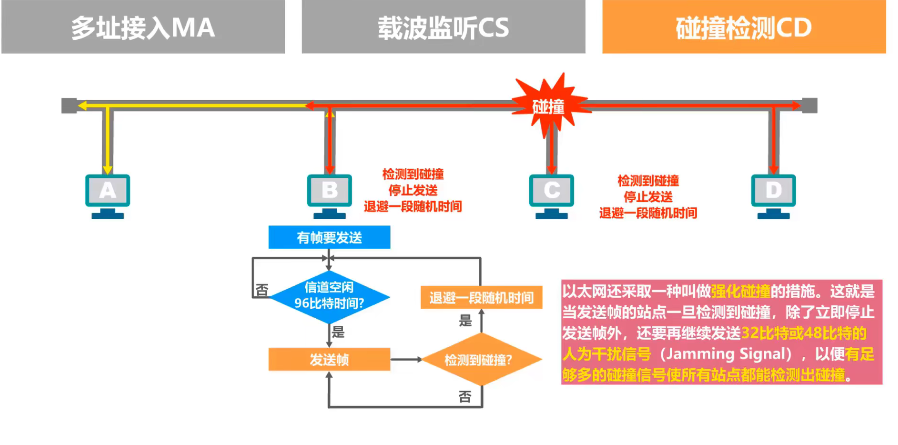 多址接入MA
载波监听CS
碰撞检测CD
碰撞
A
B
C
D
检测到碰撞
停止发送
退避一段随机时间
检测到碰撞
停止发送
退避一段随机时间
有帧要发送
信道空闲
96比特时间?
否
是
发送帧
退避一段随机时间
是
检测到碰撞?
否
以太网还采取一种叫做强化碰撞的措施。这就是
当发送帧的站点一旦检测到碰撞，除了立即停止
发送帧外，还要再继续发送32比特或48比特的
人为干扰信号（Jamming Signal），以便有足
够多的碰撞信号使所有站点都能检测出碰撞。